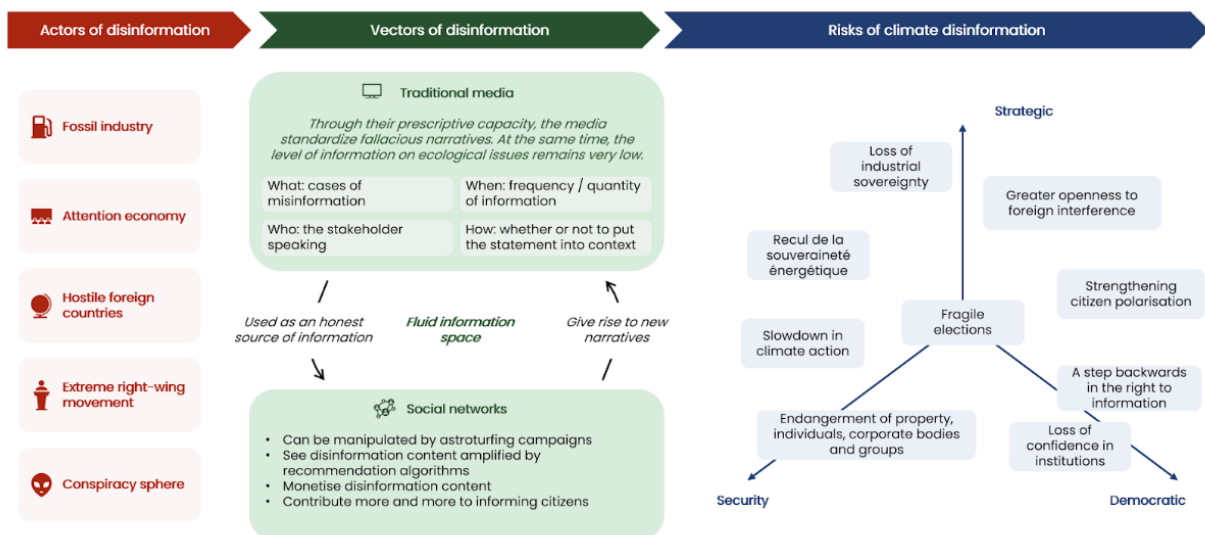 Actors of disinformation
Vectors of disinformation
Risks of climate disinformation
Fossil industry
Attention economy
Hostile foreign
countries
Extreme right-wing
movement
Conspiracy sphere
Traditional media
Through their prescriptive capacity, the media
standardize fallacious narratives. At the same time, the
level of information on ecological issues remains very low.
What: cases of
misinformation
When: frequency / quantity
of information
Who: the stakeholder
speaking
How: whether or not to put
the statement into context
Used as an honest
source of information
Fluid information
space
Give rise to new
narratives
Social networks
• Can be manipulated by astroturfing campaigns
• See disinformation content amplified by
recommendation algorithms
• Monetise disinformation content
• Contribute more and more to informing citizens
Strategic
Loss of
industrial
sovereignty
Greater openness to
foreign interference
Recul de la
souveraineté
énergétique
Strengthening
citizen polarisation
Fragile
elections
Slowdown in
climate action
A step backwards
in the right to
information
Endangerment of property,
individuals, corporate bodies
and groups
Loss of
confidence in
institutions
Security
Democratic